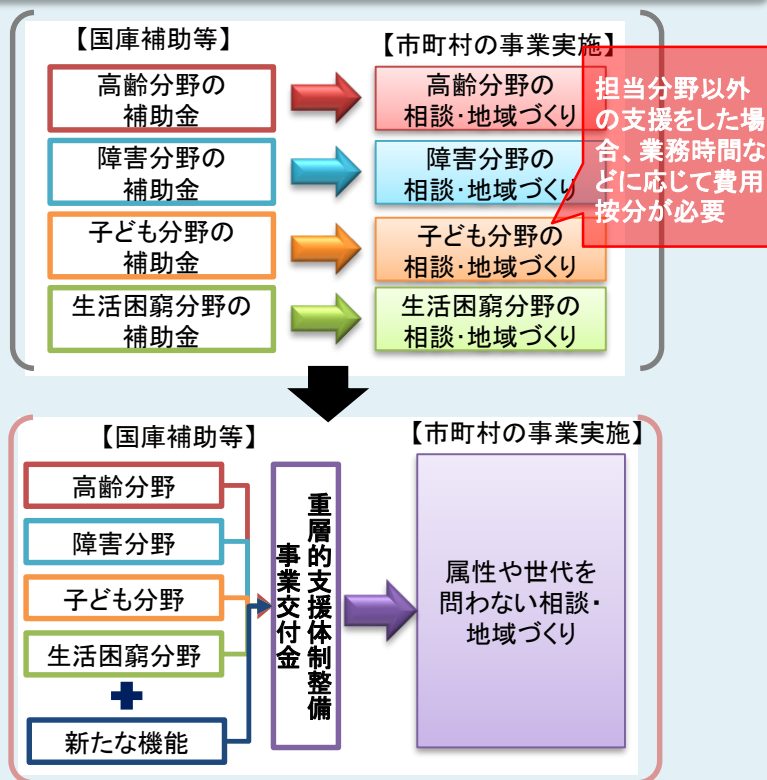 【国庫補助等】
【市町村の事業実施】
高齢分野の
補助金
高齢分野の
相談・地域づくり
障害分野の
補助金
障害分野の
相談・地域づくり
子ども分野の
補助金
子ども分野の
相談・地域づくり
生活困窮分野の
補助金
生活困窮分野の
相談・地域づくり
担当分野以外
の支援をした場
合、業務時間な
どに応じて費用
按分が必要
【国庫補助等】
【市町村の事業実施】
高齢分野
障害分野
子ども分野
生活困窮分野
新たな機能
重層的支援体制整備
事業交付金
属性や世代を
問わない相談・
地域づくり